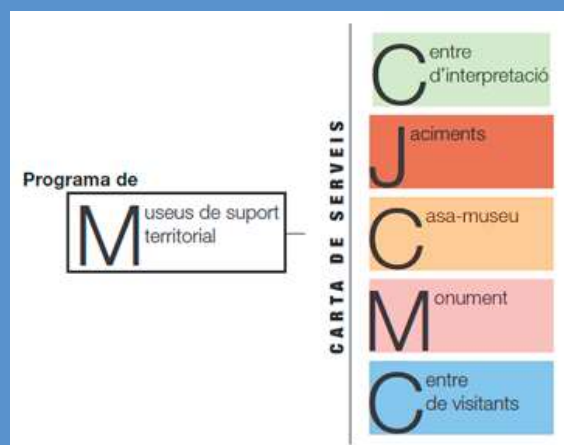 Programa de
Museus de suport
territorial
CARTA DE SERVEIS
Centre
d'interpretació
Jaciments
Casa-museu
Monument
Centre
de visitants